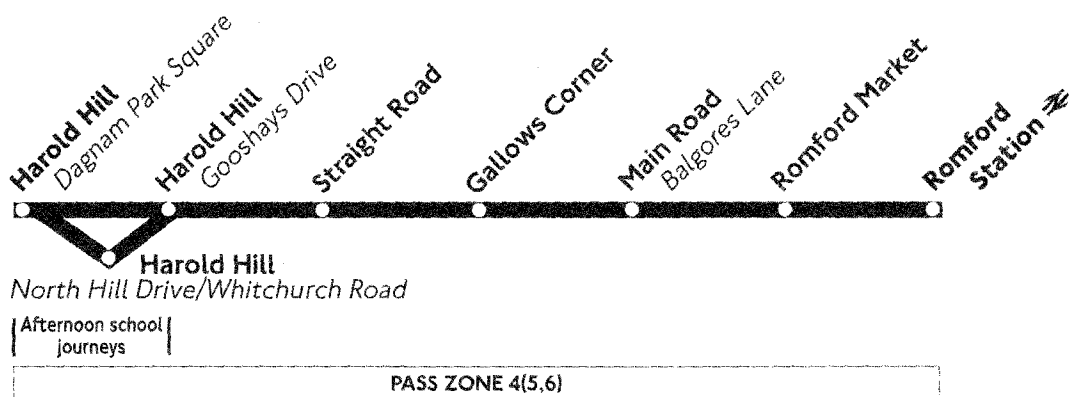 Harold Hill
Dagnam Park Square
Harold Hill
Gooshays Drive
Straight Road
Gallows Corner
Main Road
Balgores Lane
Romford Market
Romford
Station
Harold Hill
North Hill Drive/Whitchurch Road
Afternoon school
journeys
PASS ZONE 4(5,6)